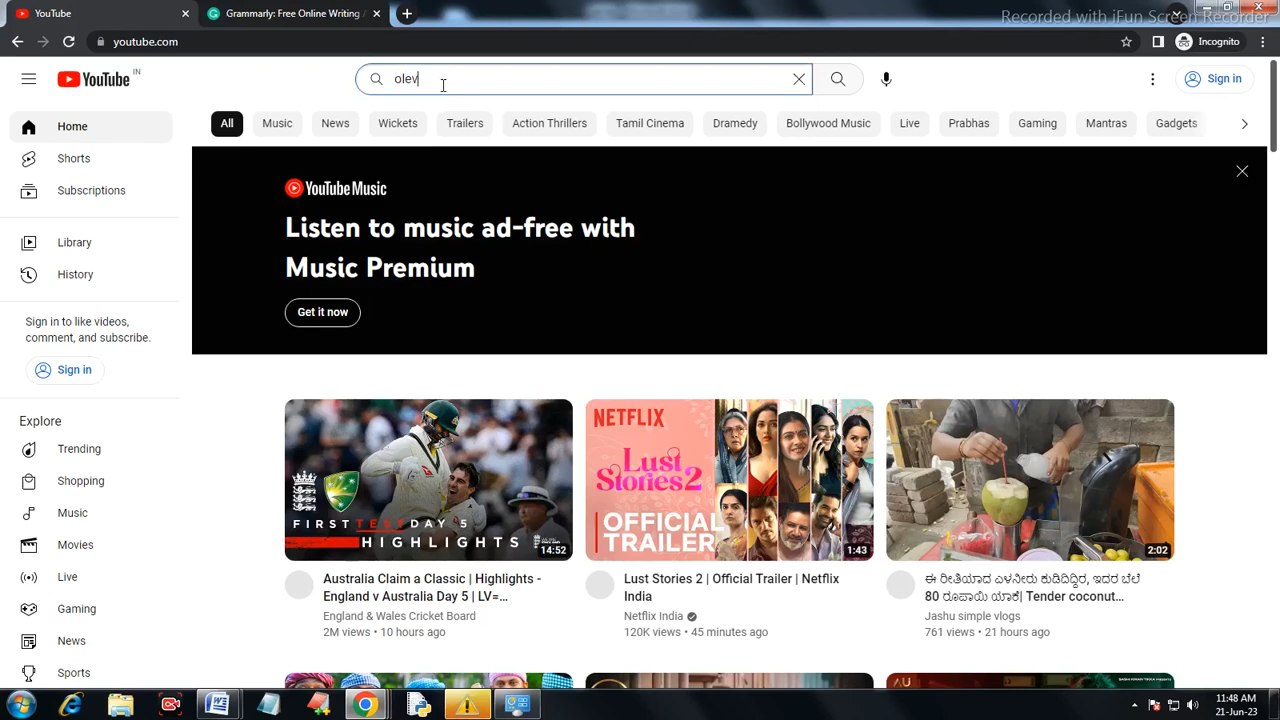 YouTube
Grammarly: Free Online Writing
Recorded with iFun Screen Recorder
youtube.com
Incognito
YouTube IN
olev
Sign in
Home
Shorts
Subscriptions
Library
History
Sign in to like videos,
comment, and subscribe.
Sign in
Explore
Trending
Shopping
Music
Movies
Live
Gaming
News
Sports
All
Music
News
Wickets
Trailers
Action Thrillers
Tamil Cinema
Dramedy
Bollywood Music
Live
Prabhas
Gaming
Mantras
Gadgets
YouTube Music
Listen to music ad-free with
Music Premium
Get it now
FIRST TEST DAY 5
HIGHLIGHTS
14:52
Australia Claim a Classic | Highlights -
England v Australia Day 5 | LV=...
England & Wales Cricket Board
2M views • 10 hours ago
NETFLIX
Lust
Stories 2
OFFICIAL
TRAILER
1:43
Lust Stories 2 | Official Trailer | Netflix
India
Netflix India
120K views • 45 minutes ago
2:02
ಈ ರೀತಿಯಾದ ಎಳನೀರು ಕುಡಿದಿದ್ದಿರ, ಇದರ ಬೆಲೆ
80 ರೂಪಾಯಿ ಯಾಕೆ| Tender coconut...
Jashu simple vlogs
761 views • 21 hours ago
11:48 AM
21-Jun-23